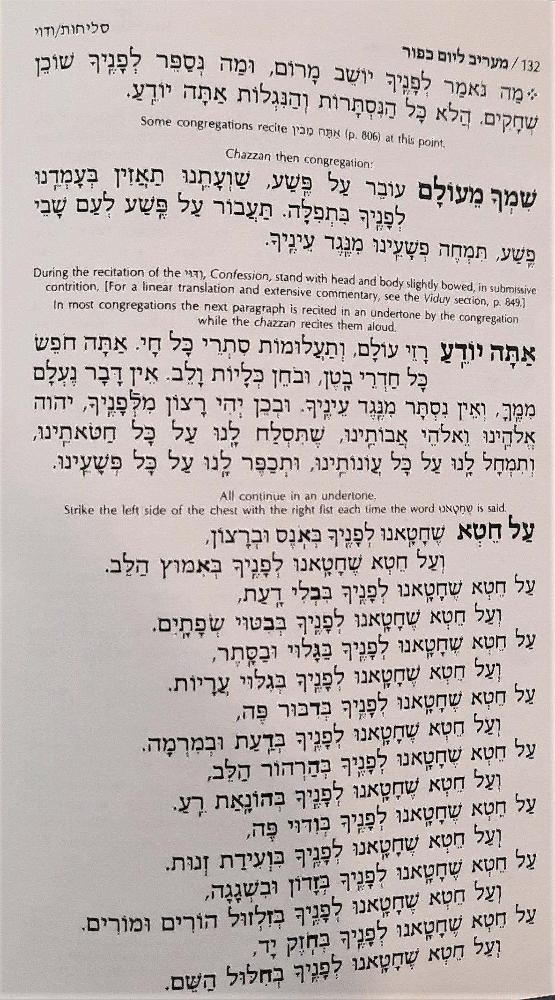 132 / מעריב ליום כפור
סליחות/ודוי
❖ מַה נֹּאמַר לְפָנֶֽיךָ יוֹשֵׁב מָרוֹם, וּמַה נְּסַפֵּר לְפָנֶֽיךָ שׁוֹכֵן
שְׁחָקִים. הֲלֹא כָּל הַנִּסְתָּרוֹת וְהַנִּגְלוֹת אַתָּה יוֹדֵֽעַ.
Some congregations recite אַתָּה מֵבִין (p. 806) at this point.
Chazzan then congregation:
שִׁמְךָ מֵעוֹלָם עוֹבֵר עַל פֶּֽשַׁע, שַׁוְעָתֵֽנוּ תַאֲזִין בְּעָמְדֵֽנוּ
לְפָנֶֽיךָ בִּתְפִלָּה. תַּעֲבוֹר עַל פֶּֽשַׁע לְעַם שָׁבֵי
פֶֽשַׁע, תִּמְחֶה פְשָׁעֵֽינוּ מִנֶּֽגֶד עֵינֶֽיךָ.
During the recitation of the וִדּוּי, Confession, stand with head and body slightly bowed, in submissive
contrition. [For a linear translation and extensive commentary, see the Viduy section, p. 849.]
In most congregations the next paragraph is recited in an undertone by the congregation
while the chazzan recites them aloud.
אַתָּה יוֹדֵֽעַ רָזֵי עוֹלָם, וְתַעֲלוּמוֹת סִתְרֵי כָּל חָי. אַתָּה חֹפֵשׂ
כָּל חַדְרֵי בָֽטֶן, וּבֹחֵן כְּלָיוֹת וָלֵב. אֵין דָּבָר נֶעְלָם
מִמֶּֽךָּ, וְאֵין נִסְתָּר מִנֶּֽגֶד עֵינֶֽיךָ. וּבְכֵן יְהִי רָצוֹן מִלְּפָנֶֽיךָ, יהוה
אֱלֹהֵֽינוּ וֵאלֹהֵי אֲבוֹתֵֽינוּ, שֶׁתִּסְלַח לָֽנוּ עַל כָּל חַטֹּאתֵֽינוּ,
וְתִמְחָל לָֽנוּ עַל כָּל עֲוֹנוֹתֵֽינוּ, וּתְכַפֶּר לָֽנוּ עַל כָּל פְּשָׁעֵֽינוּ.
All continue in an undertone.
Strike the left side of the chest with the right fist each time the word שֶׁחָטָֽאנוּ is said.
עַל חֵטְא שֶׁחָטָֽאנוּ לְפָנֶֽיךָ בְּאֹֽנֶס וּבְרָצוֹן,
וְעַל חֵטְא שֶׁחָטָֽאנוּ לְפָנֶֽיךָ בְּאִמּוּץ הַלֵּב.
עַל חֵטְא שֶׁחָטָֽאנוּ לְפָנֶֽיךָ בִּבְלִי דָֽעַת,
וְעַל חֵטְא שֶׁחָטָֽאנוּ לְפָנֶֽיךָ בְּבִטּוּי שְׂפָתָֽיִם.
עַל חֵטְא שֶׁחָטָֽאנוּ לְפָנֶֽיךָ בַּגָּלוּי וּבַסָּֽתֶר,
וְעַל חֵטְא שֶׁחָטָֽאנוּ לְפָנֶֽיךָ בְּגִלּוּי עֲרָיוֹת.
עַל חֵטְא שֶׁחָטָֽאנוּ לְפָנֶֽיךָ בְּדִבּוּר פֶּה,
וְעַל חֵטְא שֶׁחָטָֽאנוּ לְפָנֶֽיךָ בְּדַֽעַת וּבְמִרְמָה.
עַל חֵטְא שֶׁחָטָֽאנוּ לְפָנֶֽיךָ בְּהַרְהוֹר הַלֵּב,
וְעַל חֵטְא שֶׁחָטָֽאנוּ לְפָנֶֽיךָ בְּהוֹנָֽאַת רֵֽעַ.
עַל חֵטְא שֶׁחָטָֽאנוּ לְפָנֶֽיךָ בְּוִדּוּי פֶּה,
וְעַל חֵטְא שֶׁחָטָֽאנוּ לְפָנֶֽיךָ בִּוְעִידַת זְנוּת.
עַל חֵטְא שֶׁחָטָֽאנוּ לְפָנֶֽיךָ בְּזָדוֹן וּבִשְׁגָגָה,
וְעַל חֵטְא שֶׁחָטָֽאנוּ לְפָנֶֽיךָ בְּזִלְזוּל הוֹרִים וּמוֹרִים.
עַל חֵטְא שֶׁחָטָֽאנוּ לְפָנֶֽיךָ בְּחֹֽזֶק יָד,
וְעַל חֵטְא שֶׁחָטָֽאנוּ לְפָנֶֽיךָ בְּחִלּוּל הַשֵּׁם.